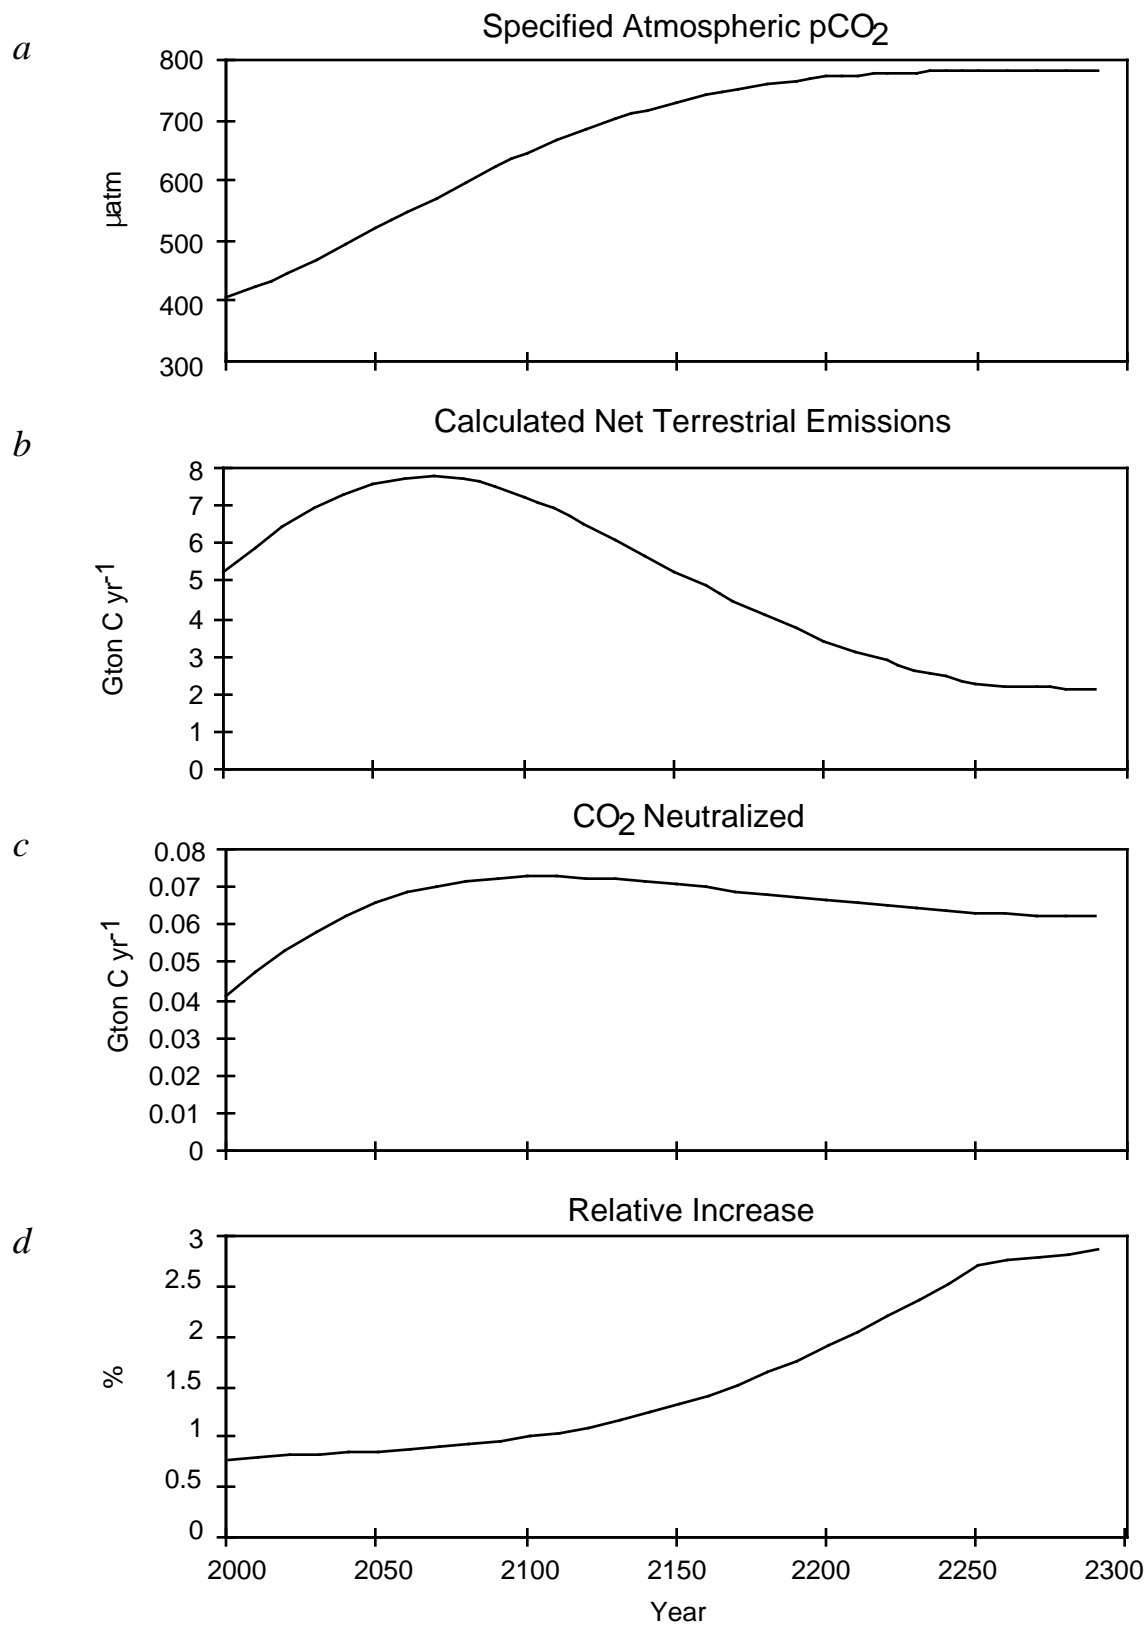 a
Specified Atmospheric pCO2
800
700
600
500
400
300
µatm
b
Calculated Net Terrestrial Emissions
8
7
6
5
4
3
2
1
0
Gton C yr-1
c
CO2 Neutralized
0.08
0.07
0.06
0.05
0.04
0.03
0.02
0.01
0
Gton C yr-1
d
Relative Increase
3
2.5
2
1.5
1
0.5
0
%
2000 2050 2100 2150 2200 2250 2300
Year